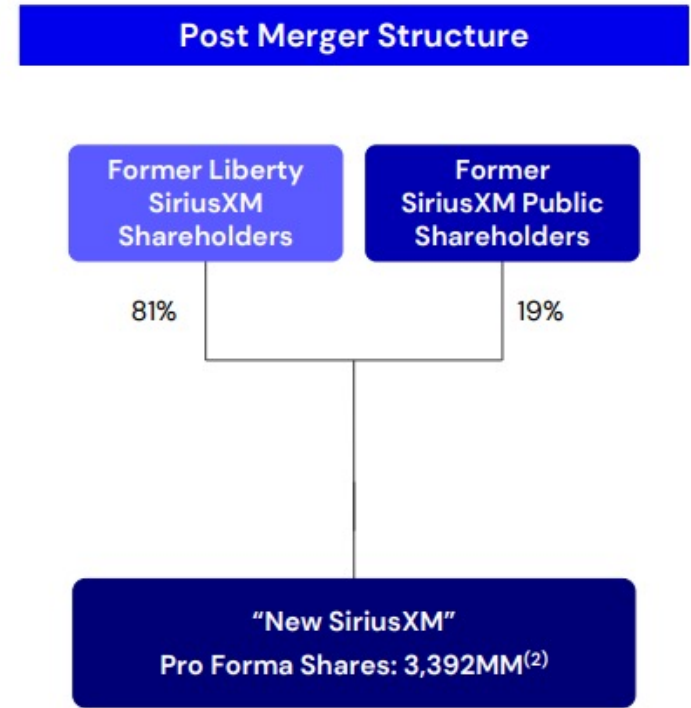 Post Merger Structure
Former Liberty
SiriusXM
Shareholders
Former
SiriusXM Public
Shareholders
81%
19%
“New SiriusXM”
Pro Forma Shares: 3,392MM(2)